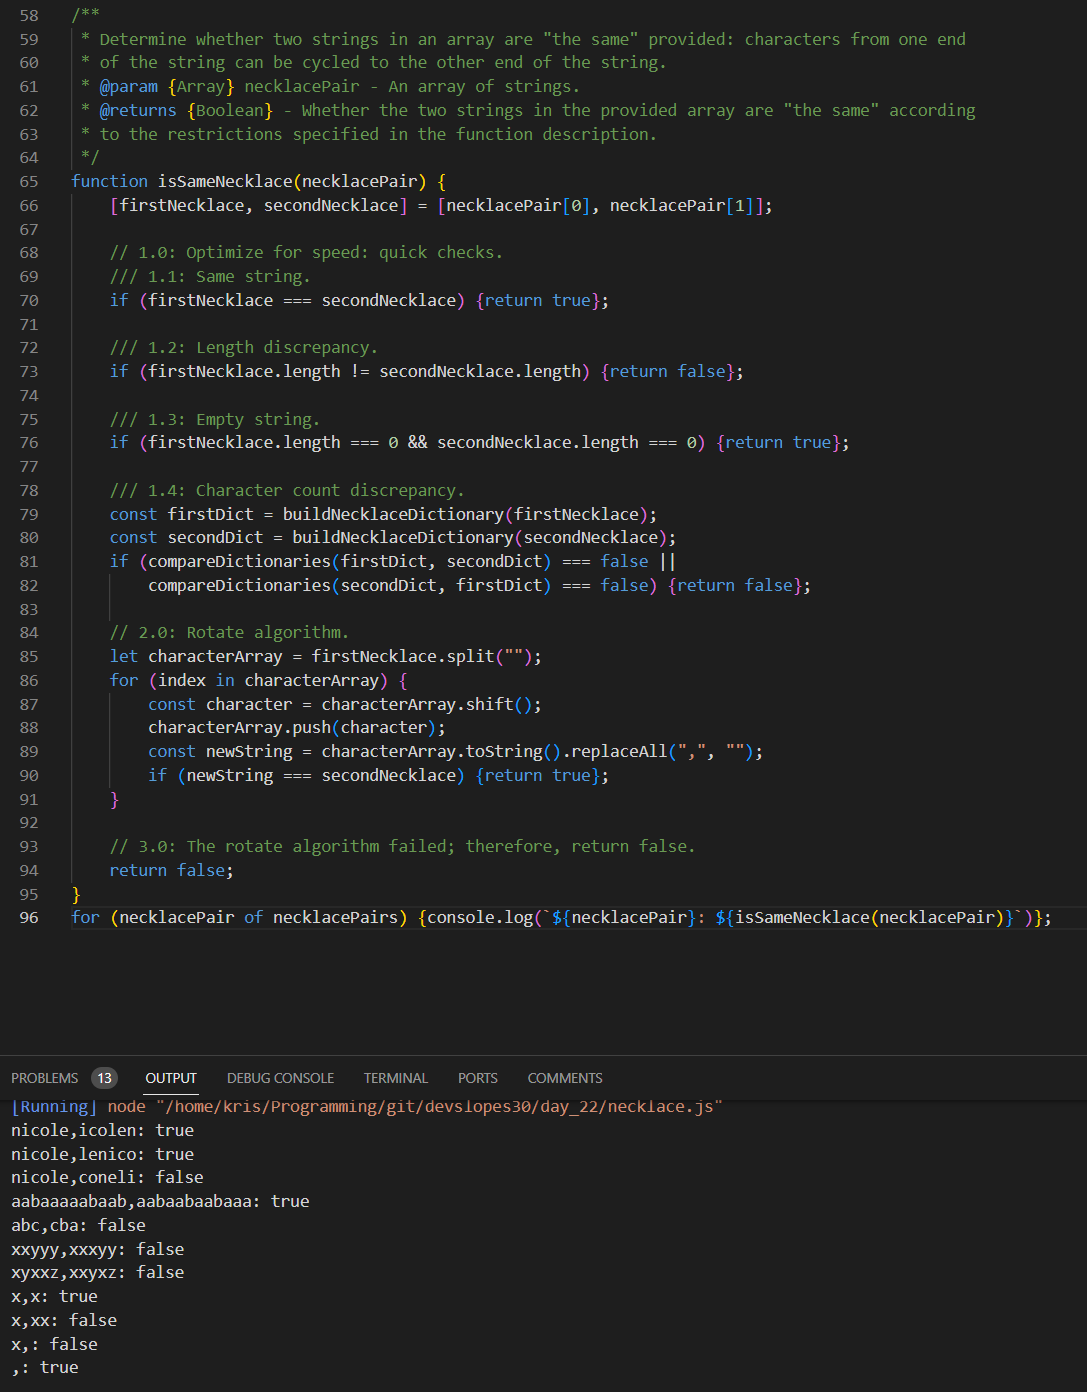 58 /**
59  * Determine whether two strings in an array are "the same" provided: characters from one end
60  * of the string can be cycled to the other end of the string.
61  * @param {Array} necklacePair - An array of strings.
62  * @returns {Boolean} - Whether the two strings in the provided array are "the same" according
63  * to the restrictions specified in the function description.
64  */
65 function isSameNecklace(necklacePair) {
66     [firstNecklace, secondNecklace] = [necklacePair[0], necklacePair[1]];
67
68     // 1.0: Optimize for speed: quick checks.
69     /// 1.1: Same string.
70     if (firstNecklace === secondNecklace) {return true};
71
72     /// 1.2: Length discrepancy.
73     if (firstNecklace.length != secondNecklace.length) {return false};
74
75     /// 1.3: Empty string.
76     if (firstNecklace.length === 0 && secondNecklace.length === 0) {return true};
77
78     /// 1.4: Character count discrepancy.
79     const firstDict = buildNecklaceDictionary(firstNecklace);
80     const secondDict = buildNecklaceDictionary(secondNecklace);
81     if (compareDictionaries(firstDict, secondDict) === false ||
82         compareDictionaries(secondDict, firstDict) === false) {return false};
83
84     // 2.0: Rotate algorithm.
85     let characterArray = firstNecklace.split("");
86     for (index in characterArray) {
87         const character = characterArray.shift();
88         characterArray.push(character);
89         const newString = characterArray.toString().replaceAll(",", "");
90         if (newString === secondNecklace) {return true};
91     }
92
93     // 3.0: The rotate algorithm failed; therefore, return false.
94     return false;
95 }
96 for (necklacePair of necklacePairs) {console.log(`${necklacePair}: ${isSameNecklace(necklacePair)}`)};
PROBLEMS 13 OUTPUT DEBUG CONSOLE TERMINAL PORTS COMMENTS
[Running] node "/home/kris/Programming/git/devslopes30/day_22/necklace.js"
nicole,icolen: true
nicole,lenico: true
nicole,coneli: false
aabaaaaabaab,aabaabaabaaa: true
abc,cba: false
xxyyy,xxxyy: false
xyxxz,xxyxz: false
x,x: true
x,xx: false
x,: false
,: true